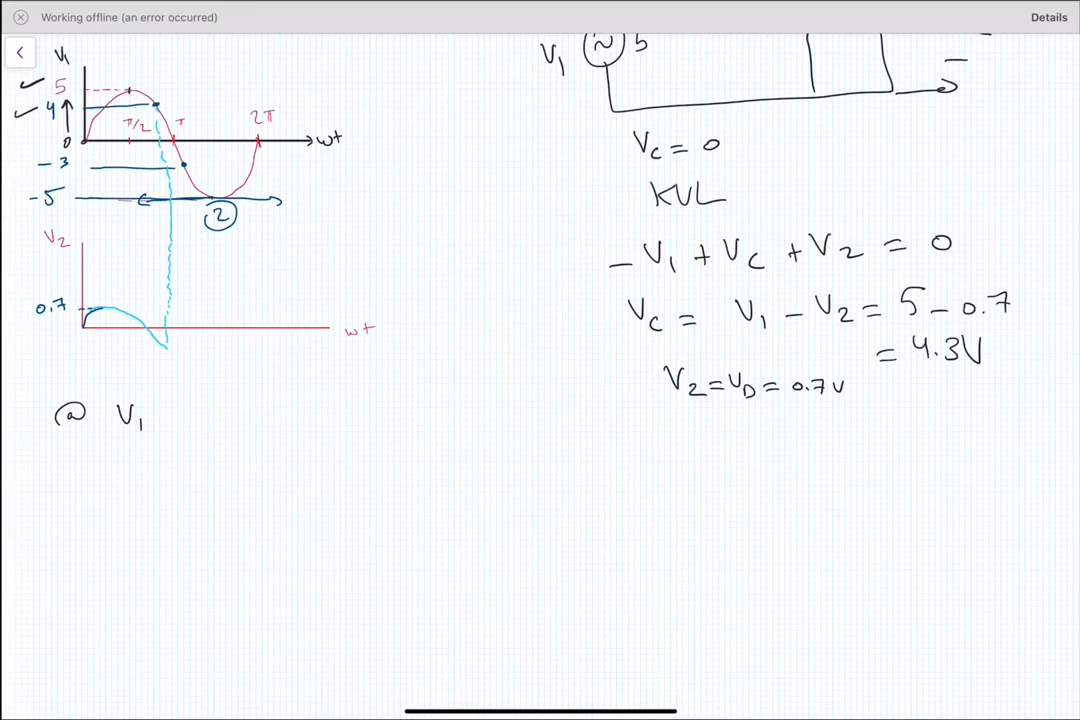 Working offline (an error occurred)
Details
V₁
5
4
0
-3
-5
π/2
π
2π
wt
2
V₂
0.7
wt
@ V₁
V₁
~
5
-
Vc = 0
KVL
- V₁ + Vc + V₂ = 0
Vc = V₁ - V₂ = 5 - 0.7
= 4.3V
V₂ = VD = 0.7V